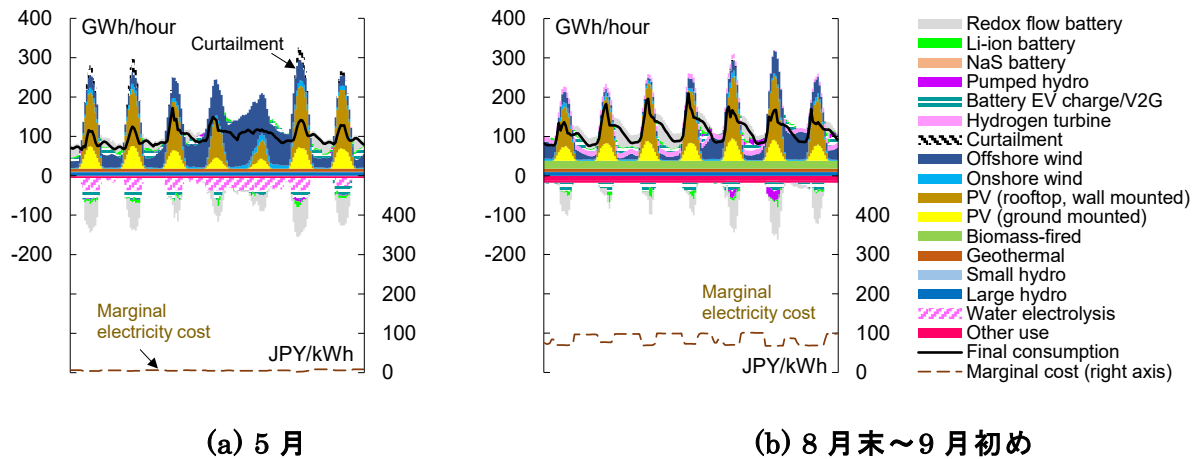 400
300
200
100
0
-100
-200
GWh/hour
Curtailment
400
300
200
100
0
Marginal
electricity cost
JPY/kWh
(a) 5 月
400
300
200
100
0
-100
-200
GWh/hour
400
300
200
100
0
Marginal
electricity cost
JPY/kWh
(b) 8 月末～9 月初め
Redox flow battery
Li-ion battery
NaS battery
Pumped hydro
Battery EV charge/V2G
Hydrogen turbine
Curtailment
Offshore wind
Onshore wind
PV (rooftop, wall mounted)
PV (ground mounted)
Biomass-fired
Geothermal
Small hydro
Large hydro
Water electrolysis
Other use
Final consumption
Marginal cost (right axis)